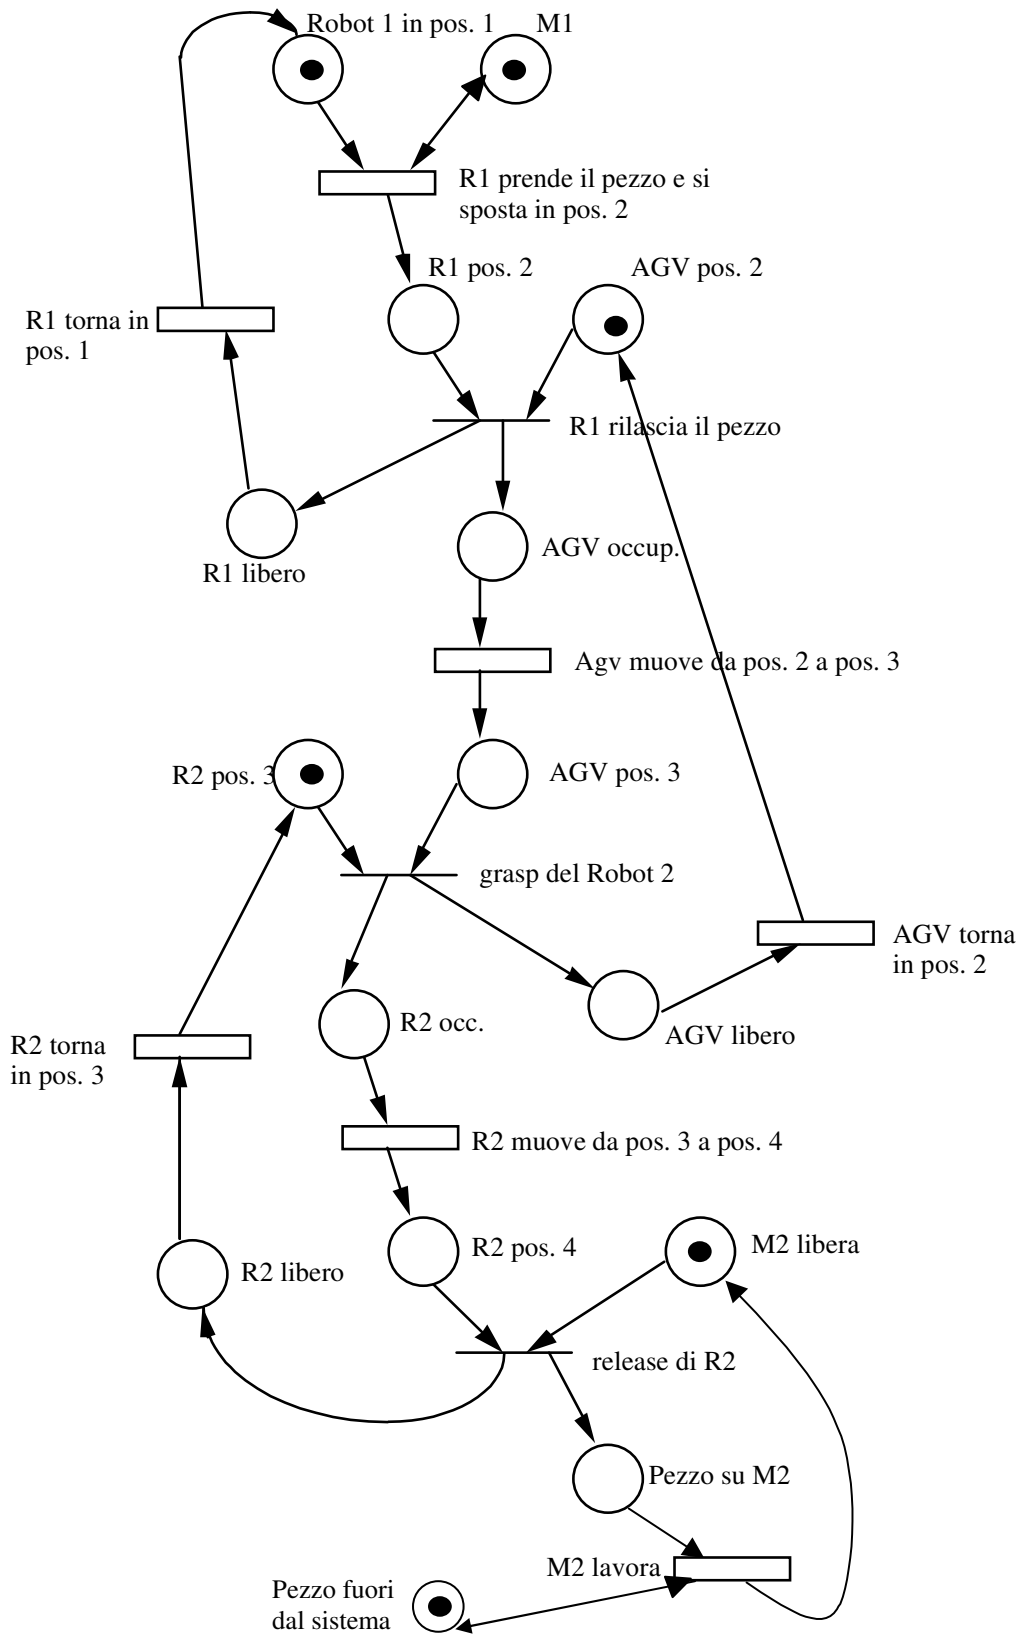 Robot 1 in pos. 1
M1
R1 prende il pezzo e si
sposta in pos. 2
R1 pos. 2
AGV pos. 2
R1 torna in
pos. 1
R1 rilascia il pezzo
AGV occup.
R1 libero
Agv muove da pos. 2 a pos. 3
R2 pos. 3
AGV pos. 3
grasp del Robot 2
AGV torna
in pos. 2
R2 occ.
AGV libero
R2 torna
in pos. 3
R2 muove da pos. 3 a pos. 4
R2 pos. 4
M2 libera
R2 libero
release di R2
Pezzo su M2
M2 lavora
Pezzo fuori
dal sistema